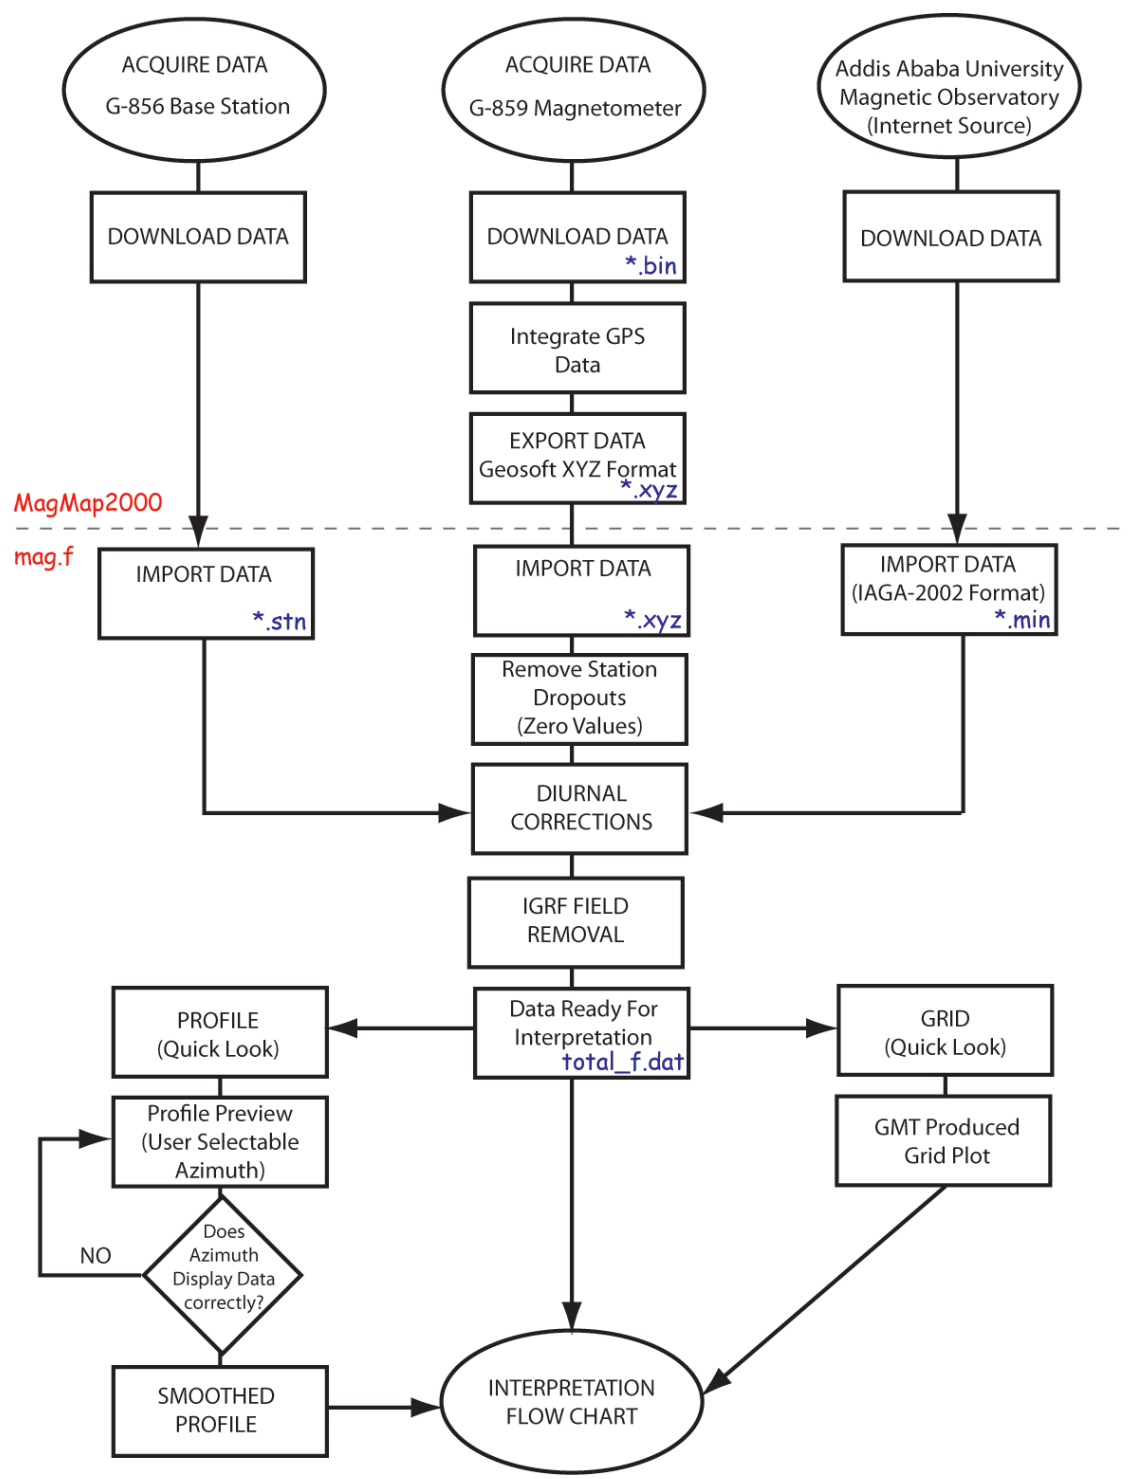 ACQUIRE DATA
G-856 Base Station
ACQUIRE DATA
G-859 Magnetometer
Addis Ababa University
Magnetic Observatory
(Internet Source)
DOWNLOAD DATA
DOWNLOAD DATA
*.bin
DOWNLOAD DATA
Integrate GPS
Data
EXPORT DATA
Geosoft XYZ Format
*.xyz
MagMap2000
mag.f
IMPORT DATA
*.stn
IMPORT DATA
*.xyz
IMPORT DATA
(IAGA-2002 Format)
*.min
Remove Station
Dropouts
(Zero Values)
DIURNAL
CORRECTIONS
IGRF FIELD
REMOVAL
PROFILE
(Quick Look)
Data Ready For
Interpretation
total_f.dat
GRID
(Quick Look)
Profile Preview
(User Selectable
Azimuth)
GMT Produced
Grid Plot
Does
Azimuth
Display Data
correctly?
NO
SMOOTHED
PROFILE
INTERPRETATION
FLOW CHART